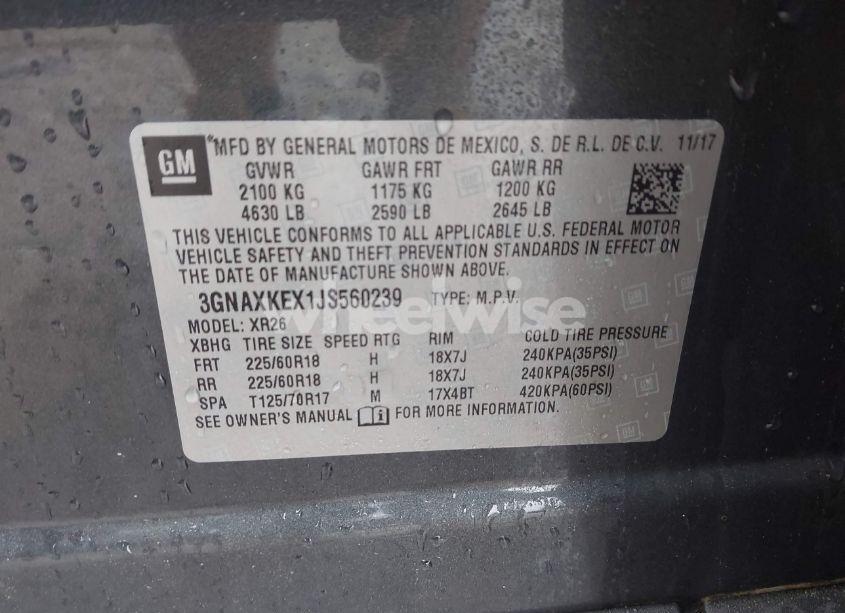 GM *MFD BY GENERAL MOTORS DE MEXICO, S. DE R.L. DE C.V. 11/17
GVWR GAWR FRT GAWR RR
2100 KG 1175 KG 1200 KG
4630 LB 2590 LB 2645 LB
THIS VEHICLE CONFORMS TO ALL APPLICABLE U.S. FEDERAL MOTOR
VEHICLE SAFETY AND THEFT PREVENTION STANDARDS IN EFFECT ON
THE DATE OF MANUFACTURE SHOWN ABOVE.
3GNAXKEX1JS560239 TYPE: M.P.V.
wheelwise
MODEL: XR26
XBHG TIRE SIZE SPEED RTG RIM COLD TIRE PRESSURE
FRT 225/60R18 H 18X7J 240KPA(35PSI)
RR 225/60R18 H 18X7J 240KPA(35PSI)
SPA T125/70R17 M 17X4BT 420KPA(60PSI)
SEE OWNER'S MANUAL FOR MORE INFORMATION.